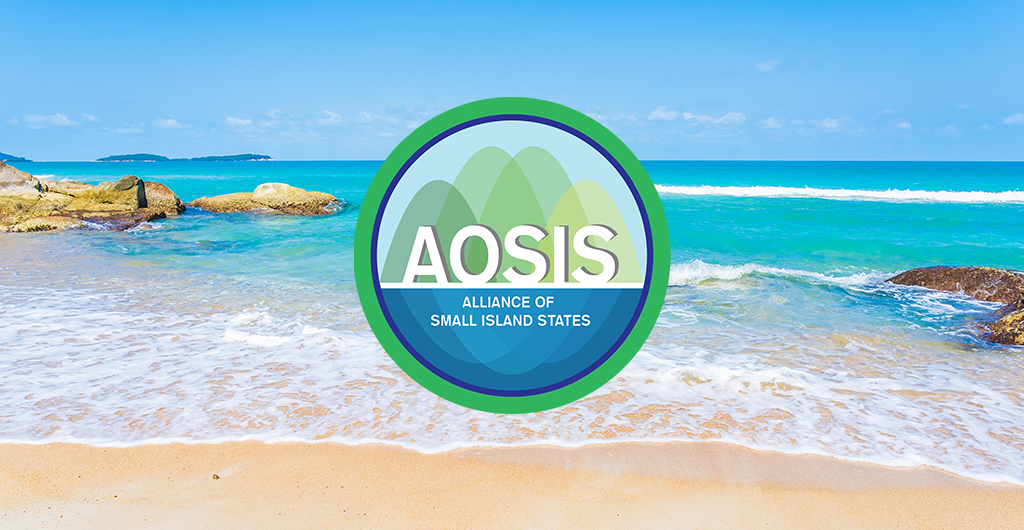 AOSIS
ALLIANCE OF
SMALL ISLAND STATES